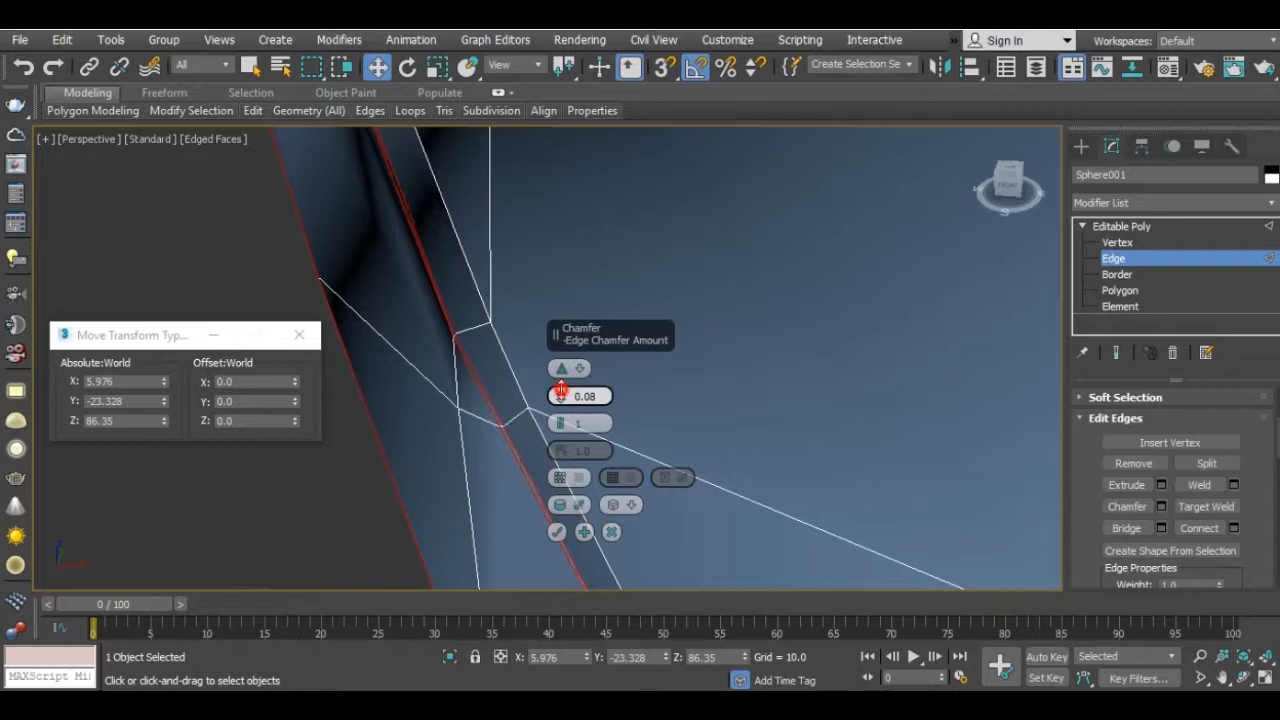 File Edit Tools Group Views Create Modifiers Animation Graph Editors Rendering Civil View Customize Scripting Interactive » Sign In Workspaces: Default
All View Create Selection Se
Modeling Freeform Selection Object Paint Populate
Polygon Modeling Modify Selection Edit Geometry (All) Edges Loops Tris Subdivision Align Properties
[+] [Perspective] [Standard] [Edged Faces]
FRONT
S
Sphere001
Modifier List
Editable Poly
Vertex
Edge
Border
Polygon
Element
3 Move Transform Typ...
Absolute:World Offset:World
X: 5.976 X: 0.0
Y: -23.328 Y: 0.0
Z: 86.35 Z: 0.0
Chamfer
-Edge Chamfer Amount
0.08
1
1.0
Soft Selection
Edit Edges
Insert Vertex
Remove Split
Extrude Weld
Chamfer Target Weld
Bridge Connect
Create Shape From Selection
Edge Properties
Weight: 1.0
< 0 / 100 >
0 5 10 15 20 25 30 35 40 45 50 55 60 65 70 75 80 85 90 95 100
1 Object Selected X: 5.976 Y: -23.328 Z: 86.35 Grid = 10.0 Auto Key Selected
MAXScript Mi Click or click-and-drag to select objects Add Time Tag 0 Set Key Key Filters...